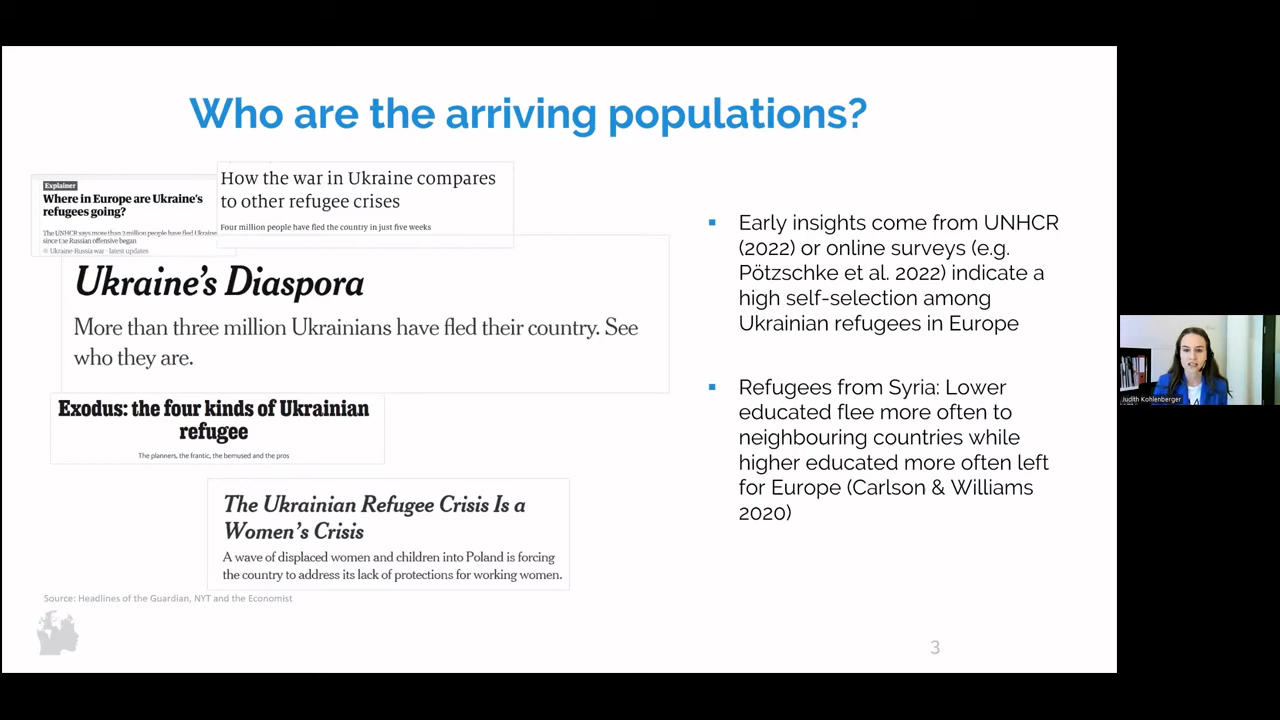 Who are the arriving populations?
Explainer
Where in Europe are Ukraine's
refugees going?
The UNHCR says more than 2 million people have fled Ukraine
since the Russian offensive began
Ukraine-Russia war - latest updates
How the war in Ukraine compares
to other refugee crises
Four million people have fled the country in just five weeks
Ukraine's Diaspora
More than three million Ukrainians have fled their country. See
who they are.
Exodus: the four kinds of Ukrainian
refugee
The planners, the frantic, the bemused and the pros
The Ukrainian Refugee Crisis Is a
Women's Crisis
A wave of displaced women and children into Poland is forcing
the country to address its lack of protections for working women.
Source: Headlines of the Guardian, NYT and the Economist
▪ Early insights come from UNHCR
(2022) or online surveys (e.g.
Pötzschke et al. 2022) indicate a
high self-selection among
Ukrainian refugees in Europe
▪ Refugees from Syria: Lower
educated flee more often to
neighbouring countries while
higher educated more often left
for Europe (Carlson & Williams
2020)
3
Judith Kohlenberger